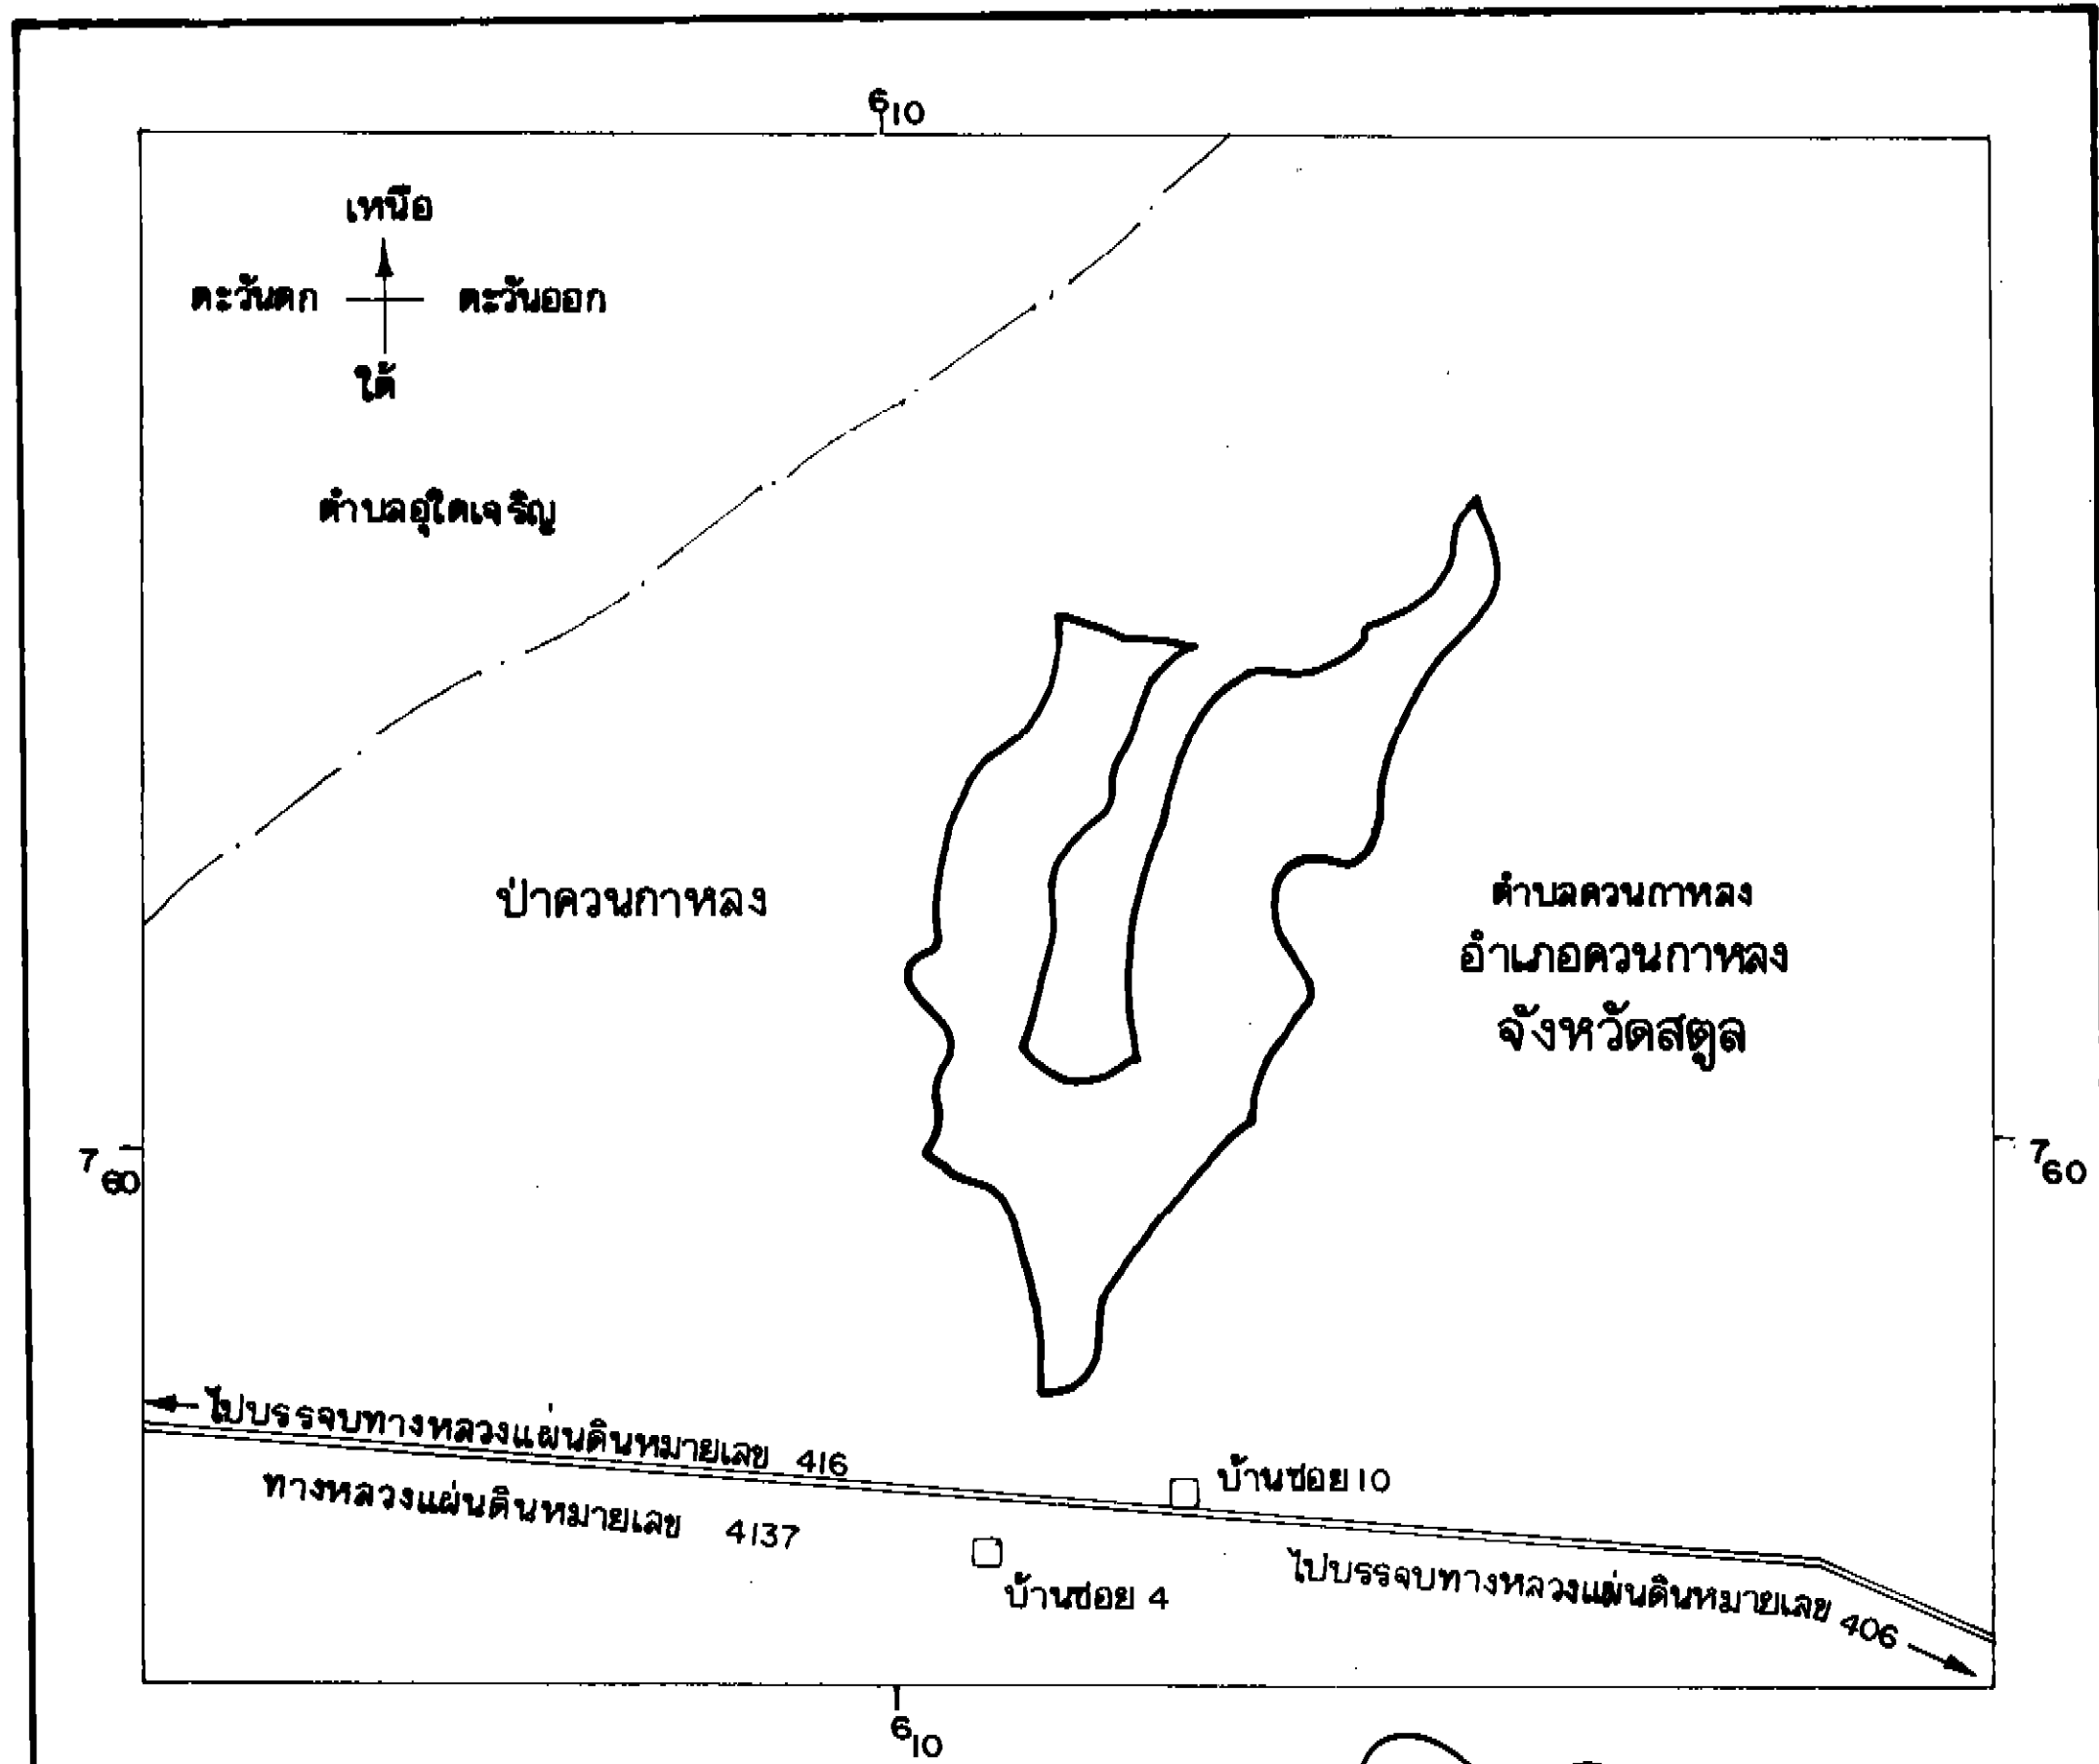 610
เหนือ
ตะวันตก ตะวันออก
ใต้
ตำบลอุใดเจริญ
ป่าควนกาหลง
ตำบลควนกาหลง
อำเภอควนกาหลง
จังหวัดสตูล
760 760
ไปบรรจบทางหลวงแผ่นดินหมายเลข 416
ทางหลวงแผ่นดินหมายเลข 4137
บ้านซอย 10
บ้านซอย 4
ไปบรรจบทางหลวงแผ่นดินหมายเลข 406
610